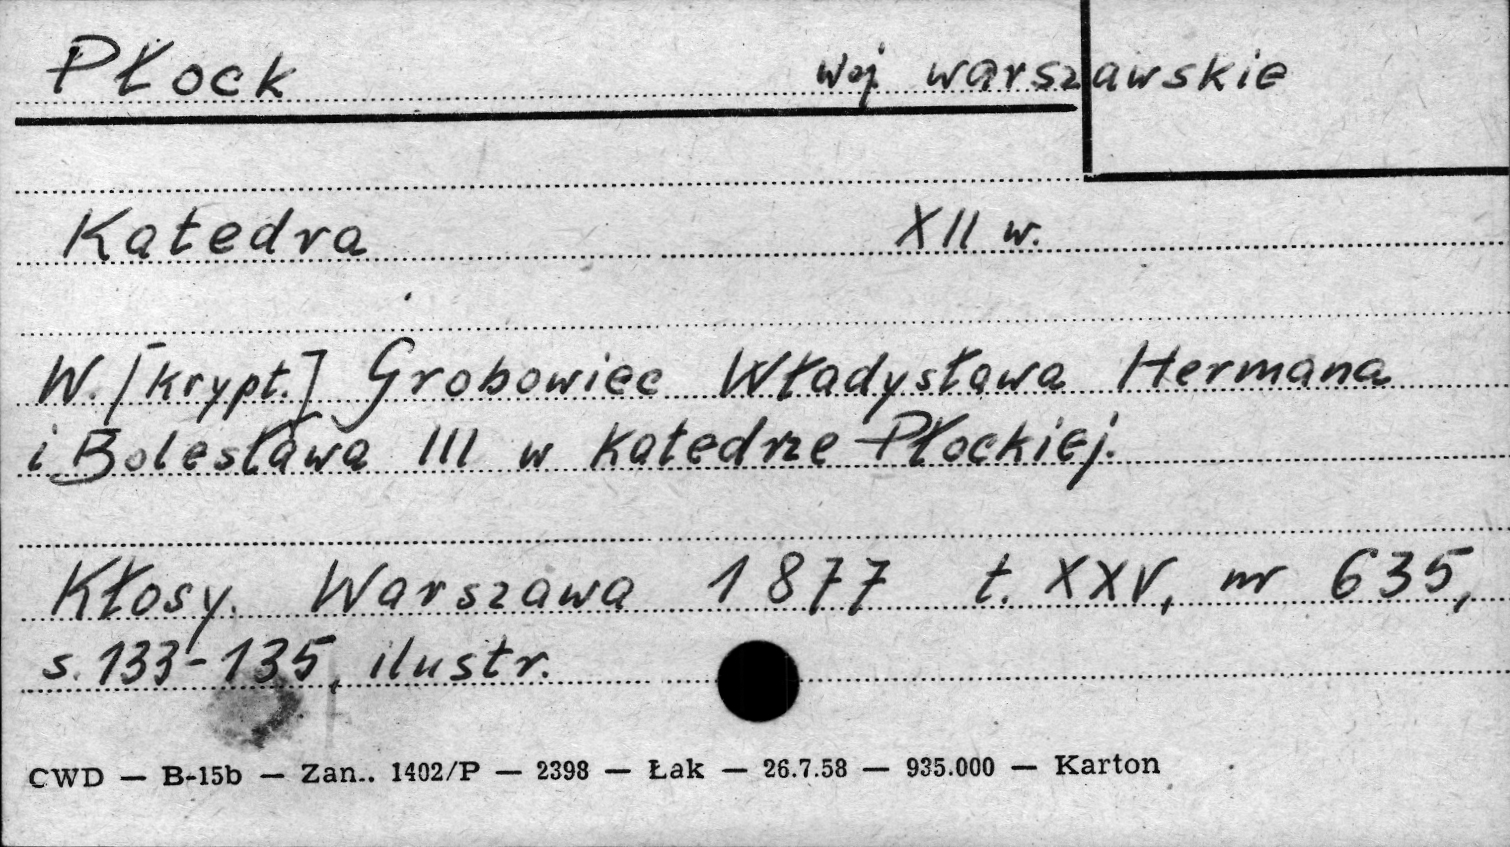 Płock woj. warszawskie
Katedra XII w.
W. [krypt.] Grobowiec Władysława Hermana
i Bolesława III w Katedrze Płockiej.
Kłosy. Warszawa 1877 t. XXV, nr 635,
s. 133-135, ilustr.
CWD — B-15b — Zan.. 1402/P — 2398 — Łak — 26.7.58 — 935.000 — Karton